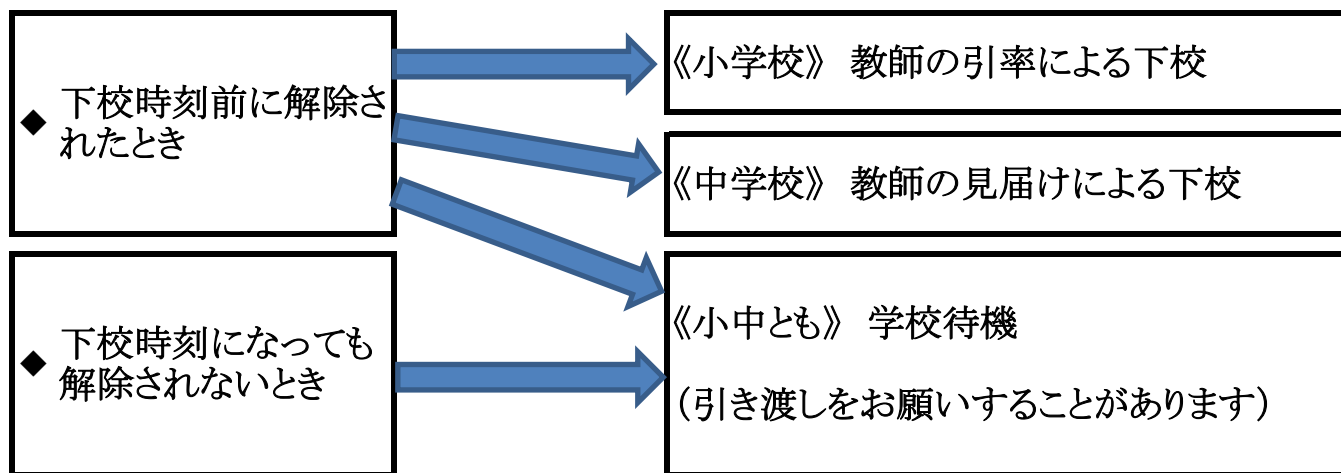 ◆ 下校時刻前に解除さ
れたとき
《小学校》 教師の引率による下校
《中学校》 教師の見届けによる下校
◆ 下校時刻になっても
解除されないとき
《小中とも》 学校待機
（引き渡しをお願いすることがあります）